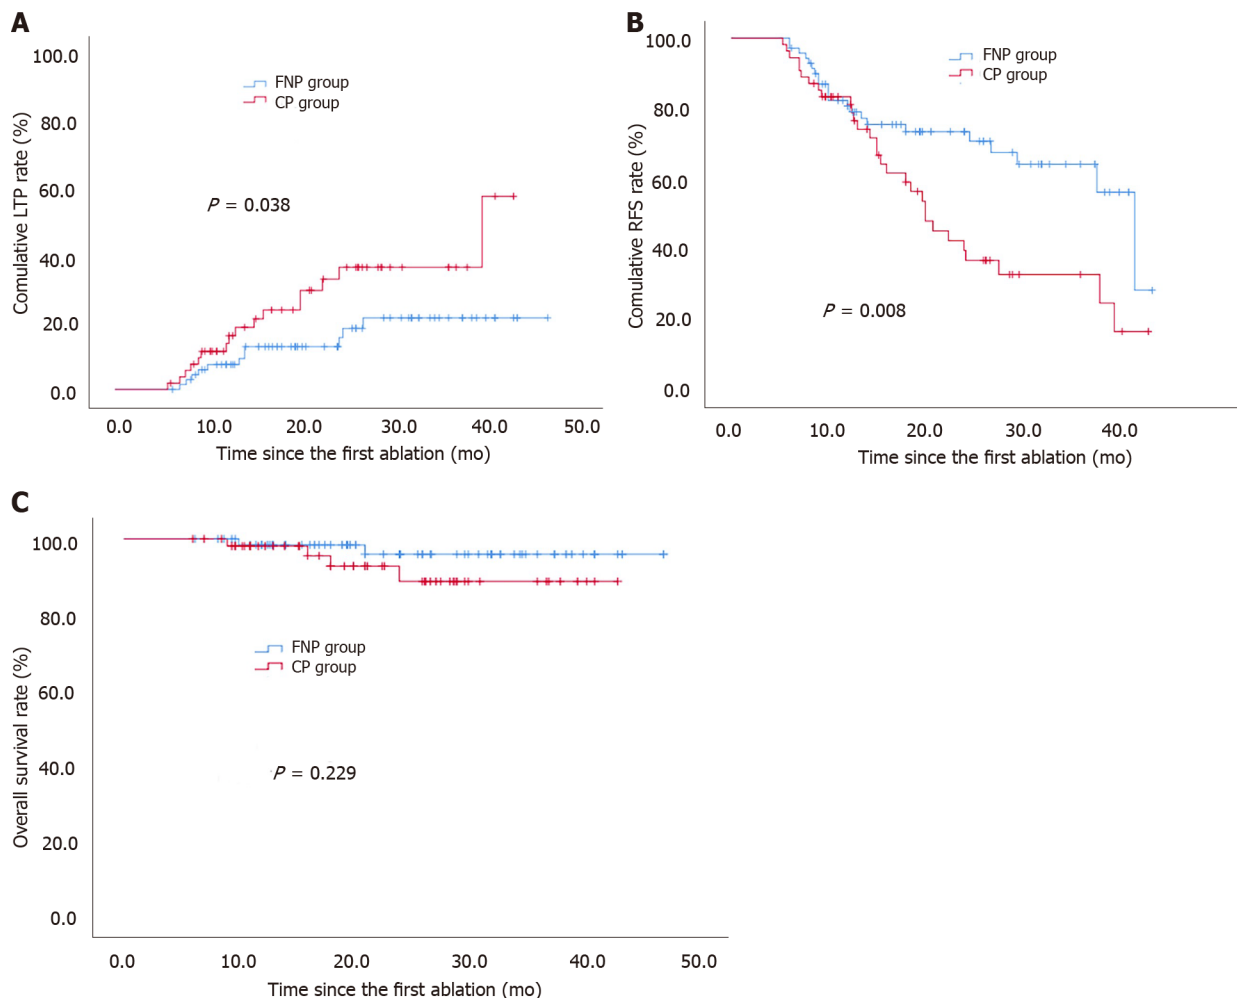 A
100.0
80.0
60.0
40.0
20.0
0.0
Comulative LTP rate (%)
FNP group
CP group
P = 0.038
0.0 10.0 20.0 30.0 40.0 50.0
Time since the first ablation (mo)
B
100.0
80.0
60.0
40.0
20.0
0.0
Comulative RFS rate (%)
FNP group
CP group
P = 0.008
0.0 10.0 20.0 30.0 40.0
Time since the first ablation (mo)
C
100.0
80.0
60.0
40.0
20.0
0.0
Overall survival rate (%)
FNP group
CP group
P = 0.229
0.0 10.0 20.0 30.0 40.0 50.0
Time since the first ablation (mo)